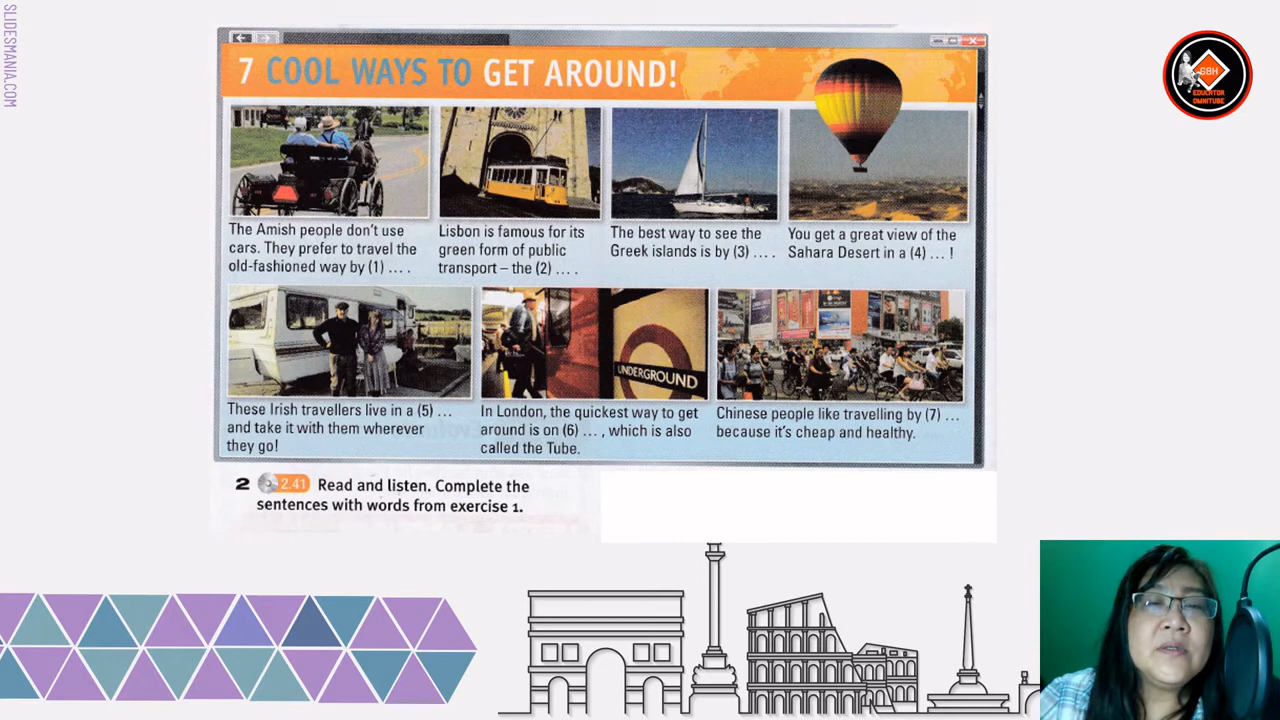 SLIDESMANIA.COM
7 COOL WAYS TO GET AROUND!
The Amish people don't use
cars. They prefer to travel the
old-fashioned way by (1) ... .
Lisbon is famous for its
green form of public
transport – the (2) ... .
The best way to see the
Greek islands is by (3) ... .
You get a great view of the
Sahara Desert in a (4) ... !
These Irish travellers live in a (5) ...
and take it with them wherever
they go!
UNDERGROUND
In London, the quickest way to get
around is on (6) ... , which is also
called the Tube.
Chinese people like travelling by (7) ...
because it's cheap and healthy.
2 2.41 Read and listen. Complete the
sentences with words from exercise 1.
GBH
EDUCATOR
OMNITUBE